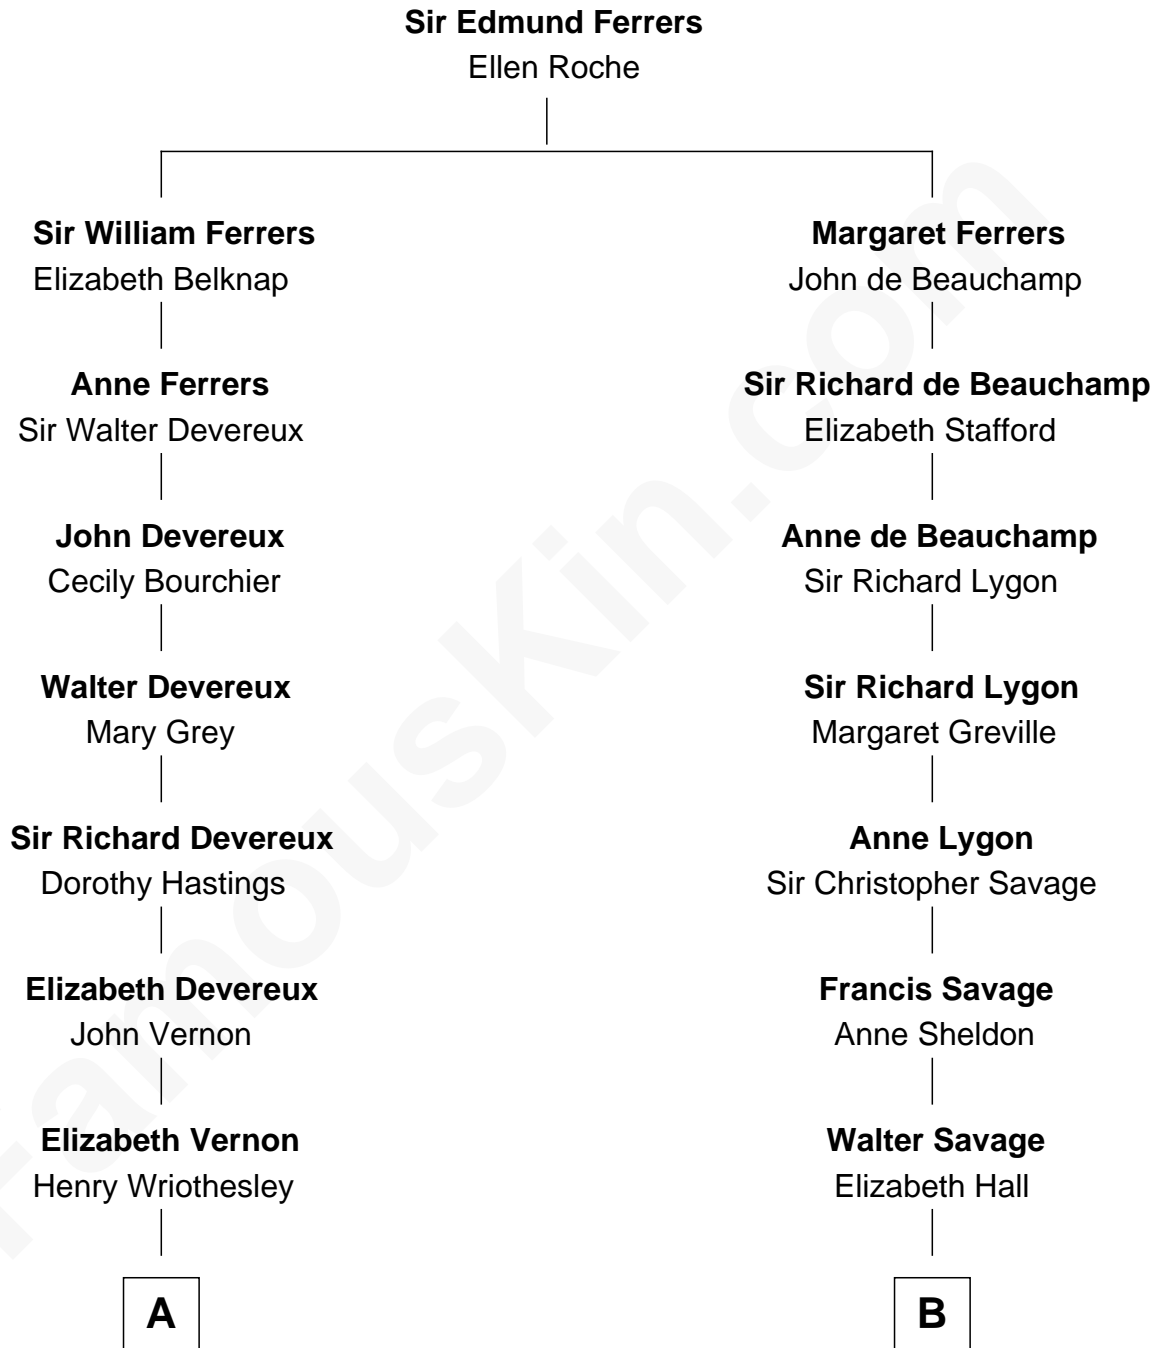 Sir Edmund Ferrers
Ellen Roche
Sir William Ferrers
Elizabeth Belknap
Margaret Ferrers
John de Beauchamp
Anne Ferrers
Sir Walter Devereux
Sir Richard de Beauchamp
Elizabeth Stafford
John Devereux
Cecily Bourchier
Anne de Beauchamp
Sir Richard Lygon
Walter Devereux
Mary Grey
Sir Richard Lygon
Margaret Greville
Sir Richard Devereux
Dorothy Hastings
Anne Lygon
Sir Christopher Savage
Elizabeth Devereux
John Vernon
Francis Savage
Anne Sheldon
Elizabeth Vernon
Henry Wriothesley
Walter Savage
Elizabeth Hall
A
B
FamousKin.com